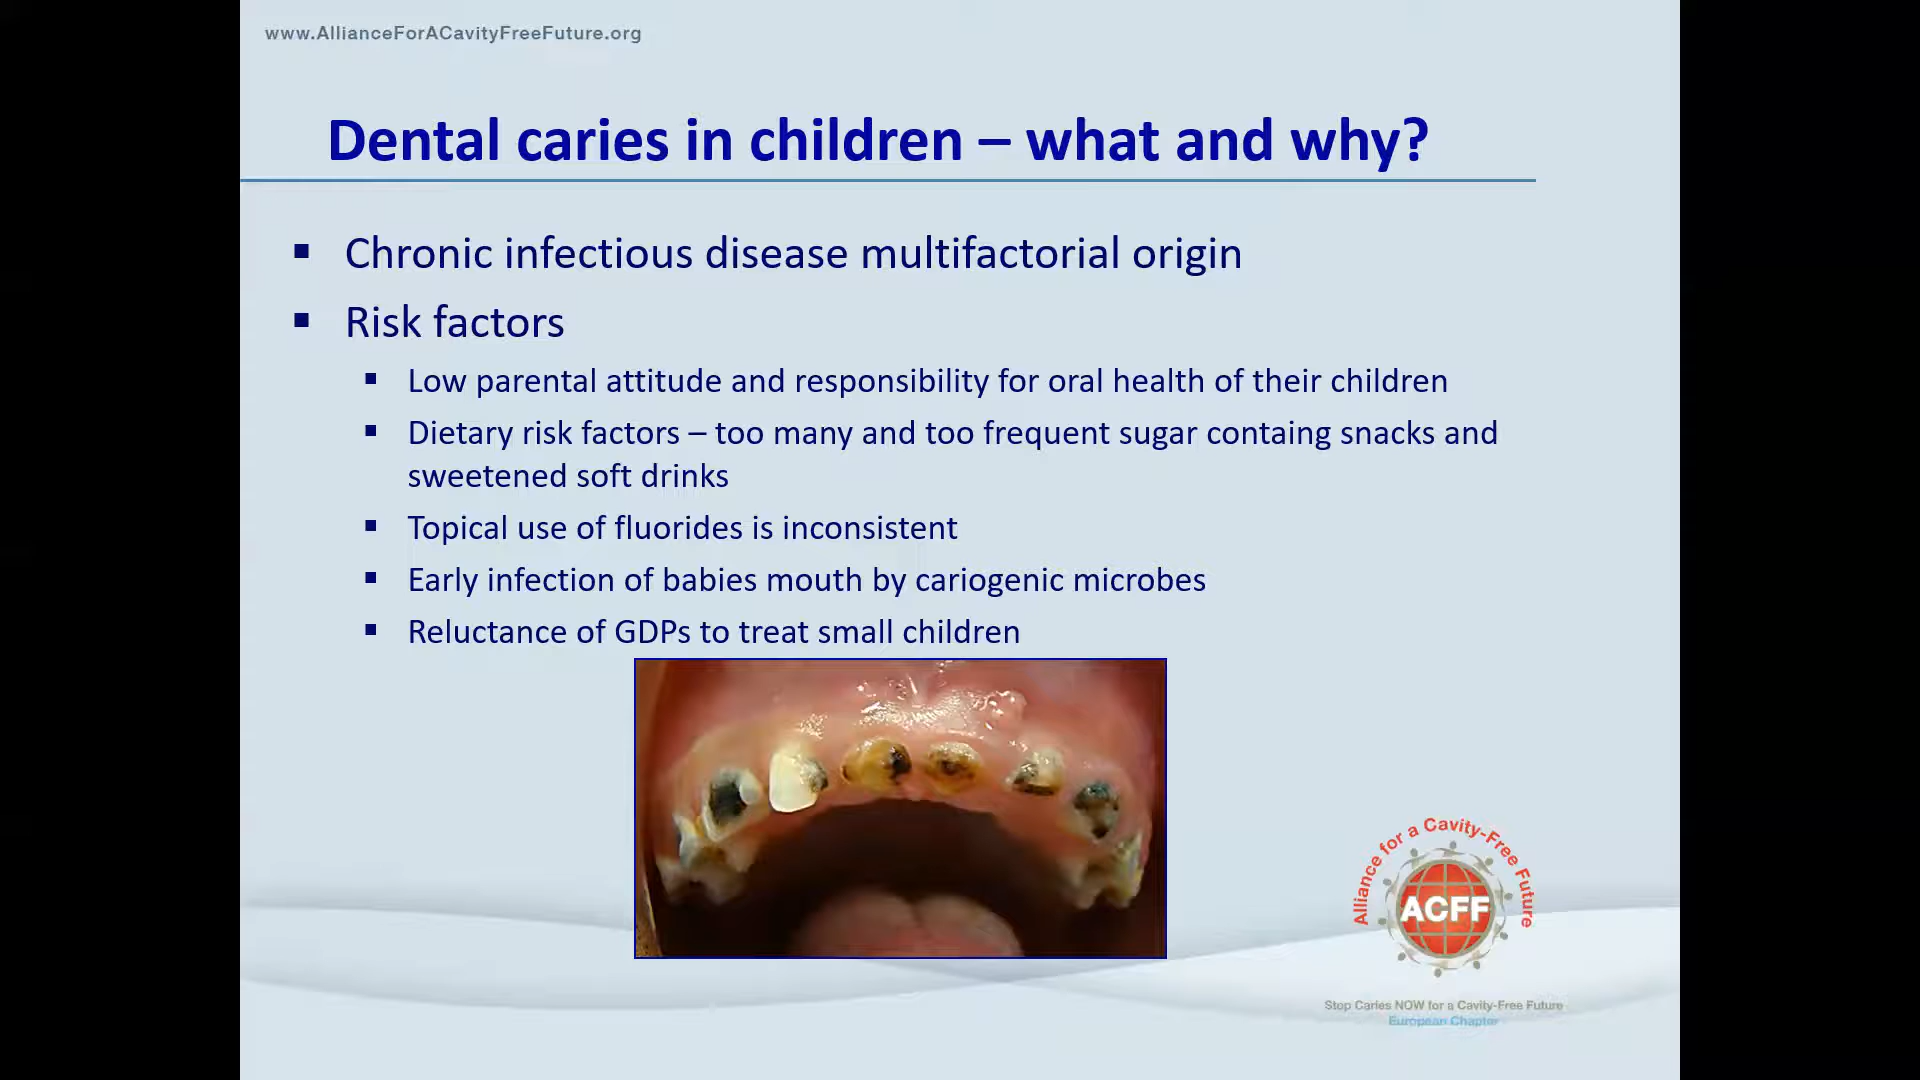 www.AllianceForACavityFreeFuture.org
Dental caries in children – what and why?
▪ Chronic infectious disease multifactorial origin
▪ Risk factors
▪ Low parental attitude and responsibility for oral health of their children
▪ Dietary risk factors – too many and too frequent sugar containg snacks and
sweetened soft drinks
▪ Topical use of fluorides is inconsistent
▪ Early infection of babies mouth by cariogenic microbes
▪ Reluctance of GDPs to treat small children
Alliance for a Cavity-Free Future
ACFF
Stop Caries NOW for a Cavity-Free Future
European Chapter